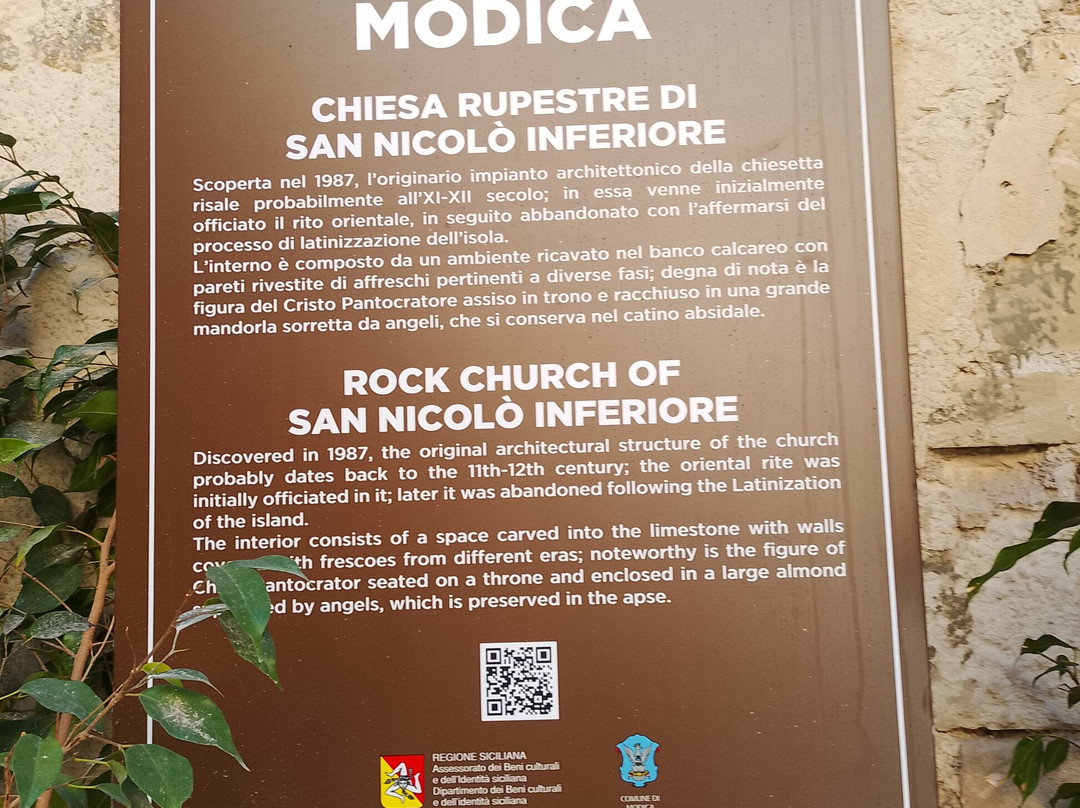 MODICA
CHIESA RUPESTRE DI
SAN NICOLÒ INFERIORE
Scoperta nel 1987, l'originario impianto architettonico della chiesetta
risale probabilmente all'XI-XII secolo; in essa venne inizialmente
officiato il rito orientale, in seguito abbandonato con l'affermarsi del
processo di latinizzazione dell'isola.
L'interno è composto da un ambiente ricavato nel banco calcareo con
pareti rivestite di affreschi pertinenti a diverse fasi; degna di nota è la
figura del Cristo Pantocratore assiso in trono e racchiuso in una grande
mandorla sorretta da angeli, che si conserva nel catino absidale.
ROCK CHURCH OF
SAN NICOLÒ INFERIORE
Discovered in 1987, the original architectural structure of the church
probably dates back to the 11th-12th century; the oriental rite was
initially officiated in it; later it was abandoned following the Latinization
of the island.
The interior consists of a space carved into the limestone with walls
frescoes from different eras; noteworthy is the figure of
seated on a throne and enclosed in a large almond
by angels, which is preserved in the apse.
REGIONE SICILIANA
Assessorato dei Beni culturali
e dell'Identità siciliana
Dipartimento dei Beni culturali
e dell'identità siciliana
COMUNE DI
MODICA